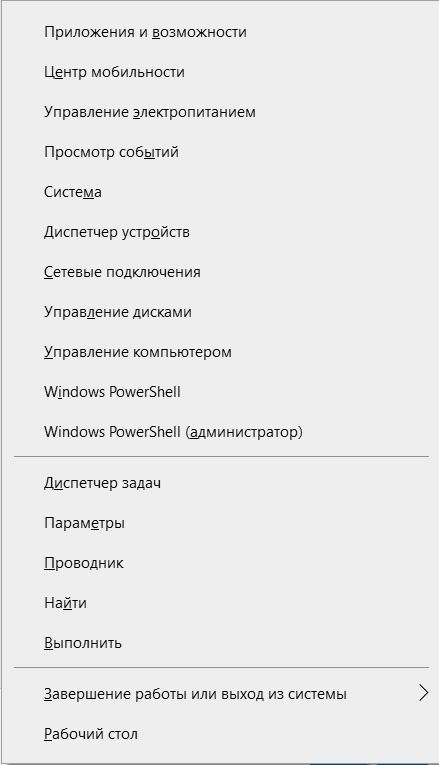 Приложения и возможности
Центр мобильности
Управление электропитанием
Просмотр событий
Система
Диспетчер устройств
Сетевые подключения
Управление дисками
Управление компьютером
Windows PowerShell
Windows PowerShell (администратор)
Диспетчер задач
Параметры
Проводник
Найти
Выполнить
Завершение работы или выход из системы
Рабочий стол